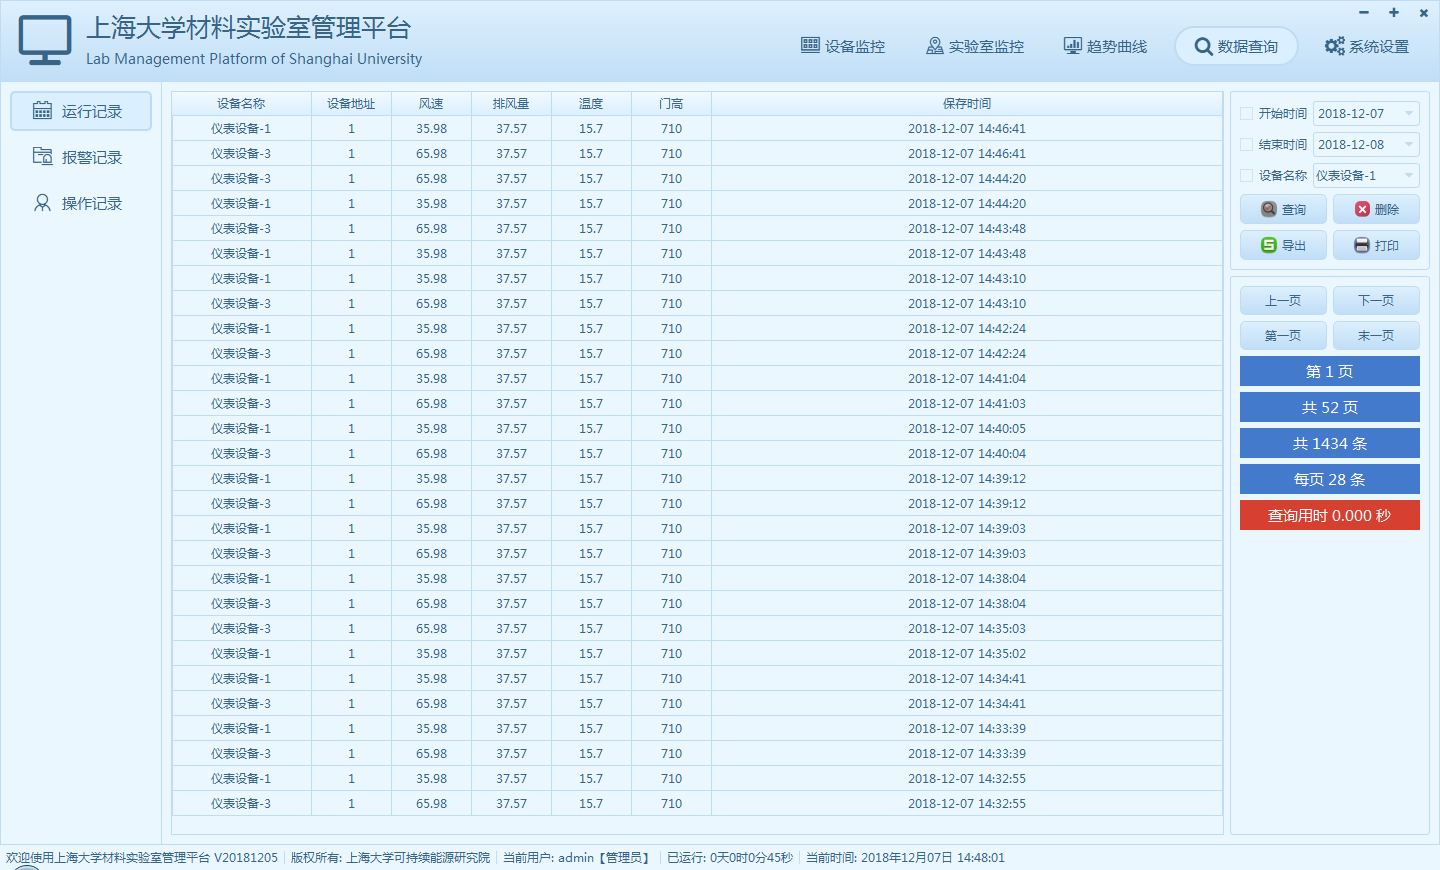 上海大学材料实验室管理平台
Lab Management Platform of Shanghai University
设备监控 实验室监控 趋势曲线 数据查询 系统设置
运行记录
报警记录
操作记录
设备名称 设备地址 风速 排风量 温度 门高 保存时间
仪表设备-1 1 35.98 37.57 15.7 710 2018-12-07 14:46:41
仪表设备-3 1 65.98 37.57 15.7 710 2018-12-07 14:46:41
仪表设备-3 1 65.98 37.57 15.7 710 2018-12-07 14:44:20
仪表设备-1 1 35.98 37.57 15.7 710 2018-12-07 14:44:20
仪表设备-3 1 65.98 37.57 15.7 710 2018-12-07 14:43:48
仪表设备-1 1 35.98 37.57 15.7 710 2018-12-07 14:43:48
仪表设备-1 1 35.98 37.57 15.7 710 2018-12-07 14:43:10
仪表设备-3 1 65.98 37.57 15.7 710 2018-12-07 14:43:10
仪表设备-1 1 35.98 37.57 15.7 710 2018-12-07 14:42:24
仪表设备-3 1 65.98 37.57 15.7 710 2018-12-07 14:42:24
仪表设备-1 1 35.98 37.57 15.7 710 2018-12-07 14:41:04
仪表设备-3 1 65.98 37.57 15.7 710 2018-12-07 14:41:03
仪表设备-1 1 35.98 37.57 15.7 710 2018-12-07 14:40:05
仪表设备-3 1 65.98 37.57 15.7 710 2018-12-07 14:40:04
仪表设备-1 1 35.98 37.57 15.7 710 2018-12-07 14:39:12
仪表设备-3 1 65.98 37.57 15.7 710 2018-12-07 14:39:12
仪表设备-1 1 35.98 37.57 15.7 710 2018-12-07 14:39:03
仪表设备-3 1 65.98 37.57 15.7 710 2018-12-07 14:39:03
仪表设备-1 1 35.98 37.57 15.7 710 2018-12-07 14:38:04
仪表设备-3 1 65.98 37.57 15.7 710 2018-12-07 14:38:04
仪表设备-3 1 65.98 37.57 15.7 710 2018-12-07 14:35:03
仪表设备-1 1 35.98 37.57 15.7 710 2018-12-07 14:35:02
仪表设备-1 1 35.98 37.57 15.7 710 2018-12-07 14:34:41
仪表设备-3 1 65.98 37.57 15.7 710 2018-12-07 14:34:41
仪表设备-1 1 35.98 37.57 15.7 710 2018-12-07 14:33:39
仪表设备-3 1 65.98 37.57 15.7 710 2018-12-07 14:33:39
仪表设备-1 1 35.98 37.57 15.7 710 2018-12-07 14:32:55
仪表设备-3 1 65.98 37.57 15.7 710 2018-12-07 14:32:55
开始时间 2018-12-07
结束时间 2018-12-08
设备名称 仪表设备-1
查询 删除
导出 打印
上一页 下一页
第一页 末一页
第 1 页
共 52 页
共 1434 条
每页 28 条
查询用时 0.000 秒
欢迎使用上海大学材料实验室管理平台 V20181205 版权所有: 上海大学可持续能源研究院 当前用户: admin【管理员】 已运行: 0天0时0分45秒 当前时间: 2018年12月07日 14:48:01